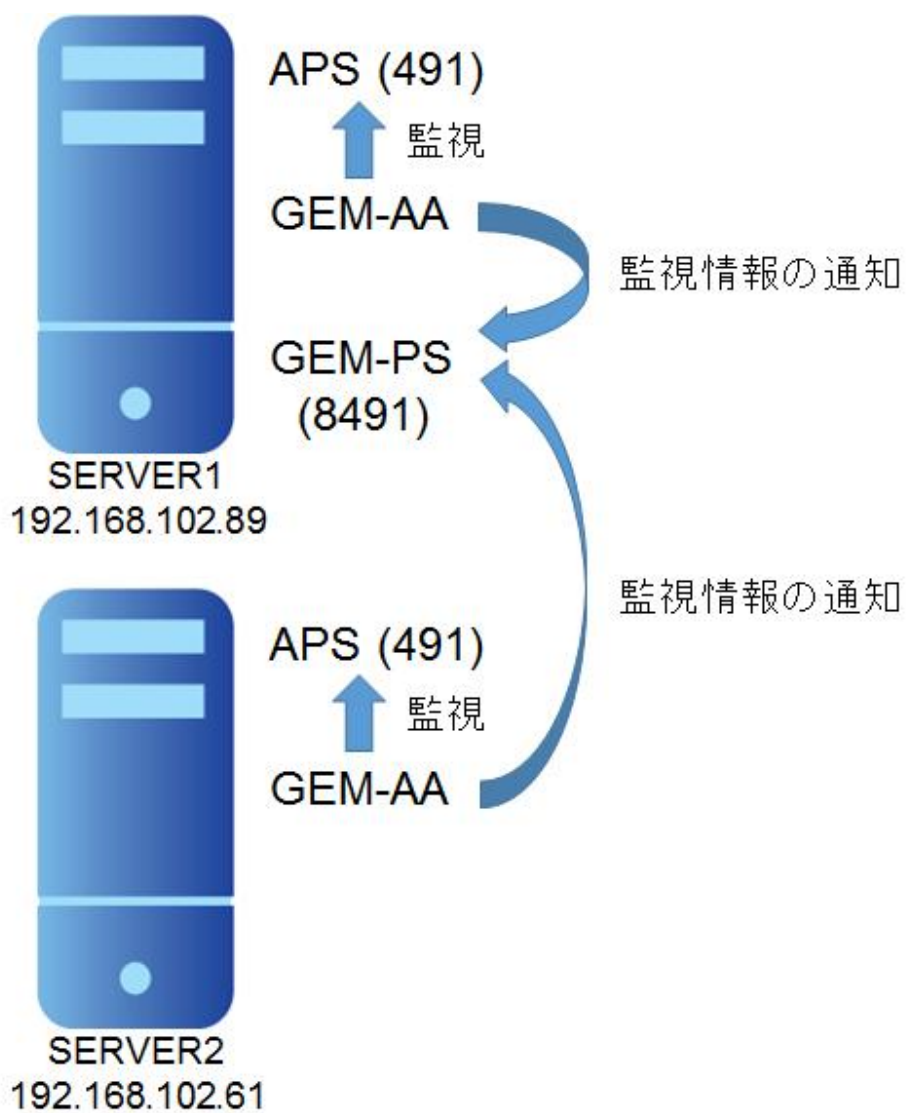 APS (491)
監視
GEM-AA
監視情報の通知
GEM-PS
(8491)
SERVER1
192.168.102.89
監視情報の通知
APS (491)
監視
GEM-AA
SERVER2
192.168.102.61